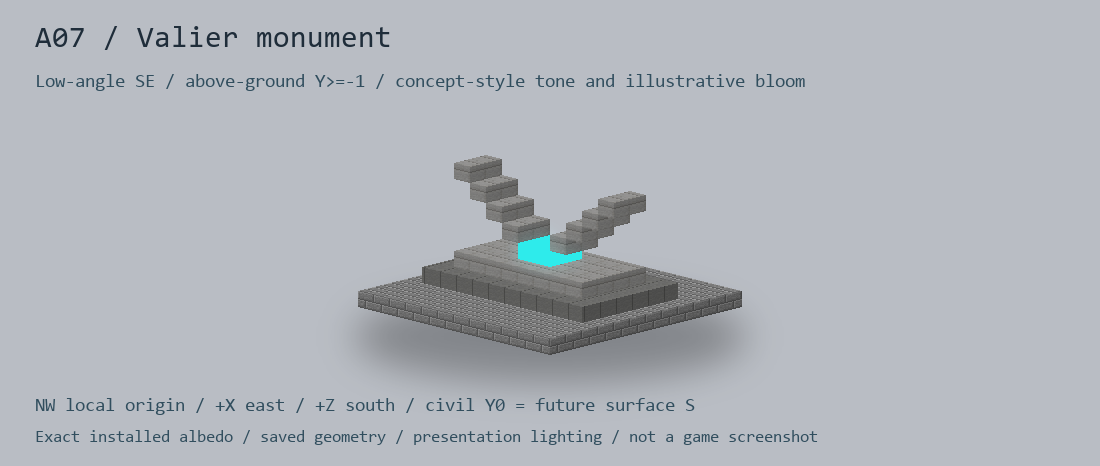 A07 / Valier monument
Low-angle SE / above-ground Y>=-1 / concept-style tone and illustrative bloom
NW local origin / +X east / +Z south / civil Y0 = future surface S
Exact installed albedo / saved geometry / presentation lighting / not a game screenshot